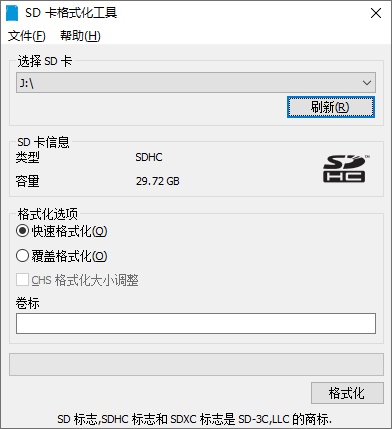 SD 卡格式化工具
文件(F) 帮助(H)
选择 SD 卡
J:\
刷新(R)
SD 卡信息
类型 SDHC
容量 29.72 GB
SD HC ™
格式化选项
快速格式化(Q)
覆盖格式化(O)
CHS 格式化大小调整
卷标
格式化
SD 标志,SDHC 标志和 SDXC 标志是 SD-3C,LLC 的商标.